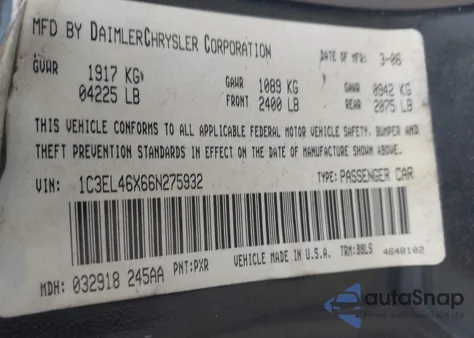 MFD BY DAIMLERCHRYSLER CORPORATION
DATE OF MFR: 3-06
GVWR 1917 KG GAWR 1089 KG GAWR 0942 KG
04225 LB FRONT 2400 LB REAR 2075 LB
THIS VEHICLE CONFORMS TO ALL APPLICABLE FEDERAL MOTOR VEHICLE SAFETY, BUMPER AND
THEFT PREVENTION STANDARDS IN EFFECT ON THE DATE OF MANUFACTURE SHOWN ABOVE.
VIN: 1C3EL46X66N275932 TYPE: PASSENGER CAR
MDH: 032918 245AA PNT:PXR VEHICLE MADE IN U.S.A. TRM:BBLS 4648102
autoSnap